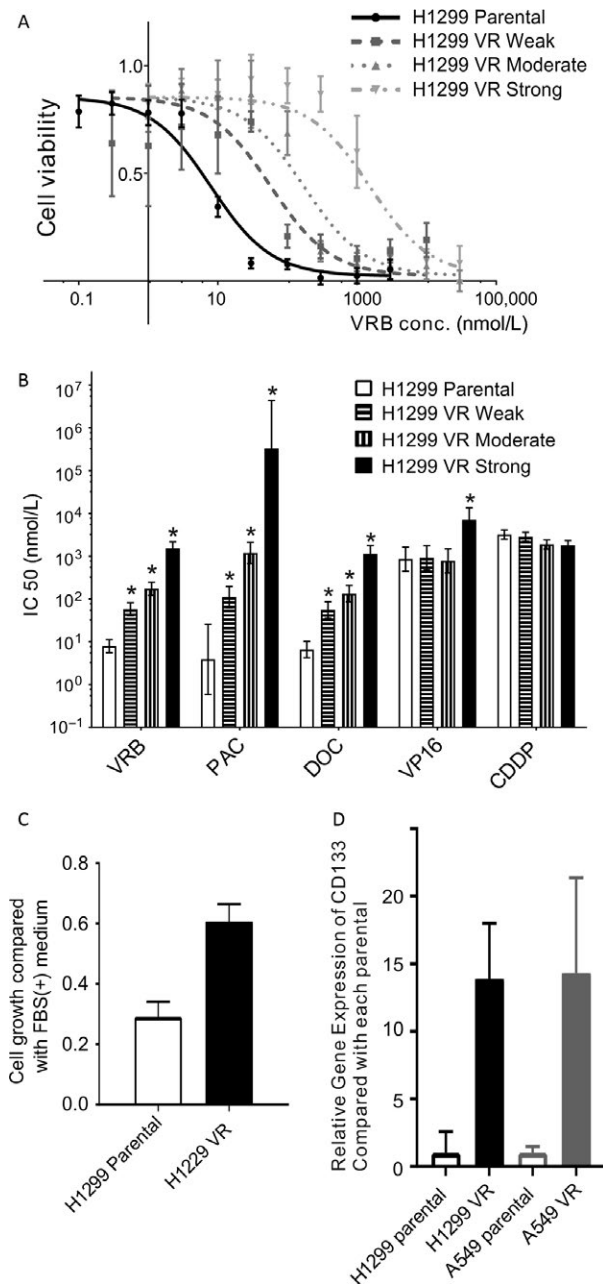 A
H1299 Parental
H1299 VR Weak
H1299 VR Moderate
H1299 VR Strong
Cell viability
1.0
0.5
0.1
10
1000
100,000
VRB conc. (nmol/L)
B
H1299 Parental
H1299 VR Weak
H1299 VR Moderate
H1299 VR Strong
IC 50 (nmol/L)
10⁷
10⁶
10⁵
10⁴
10³
10²
10¹
10⁰
10⁻¹
* * *
* * *
* * *
*
VRB
PAC
DOC
VP16
CDDP
C
Cell growth compared
with FBS(+) medium
0.8
0.6
0.4
0.2
0.0
H1299 Parental
H1229 VR
D
Relative Gene Expression of CD133
Compared with each parental
20
15
10
5
0
H1299 parental
H1299 VR
A549 parental
A549 VR